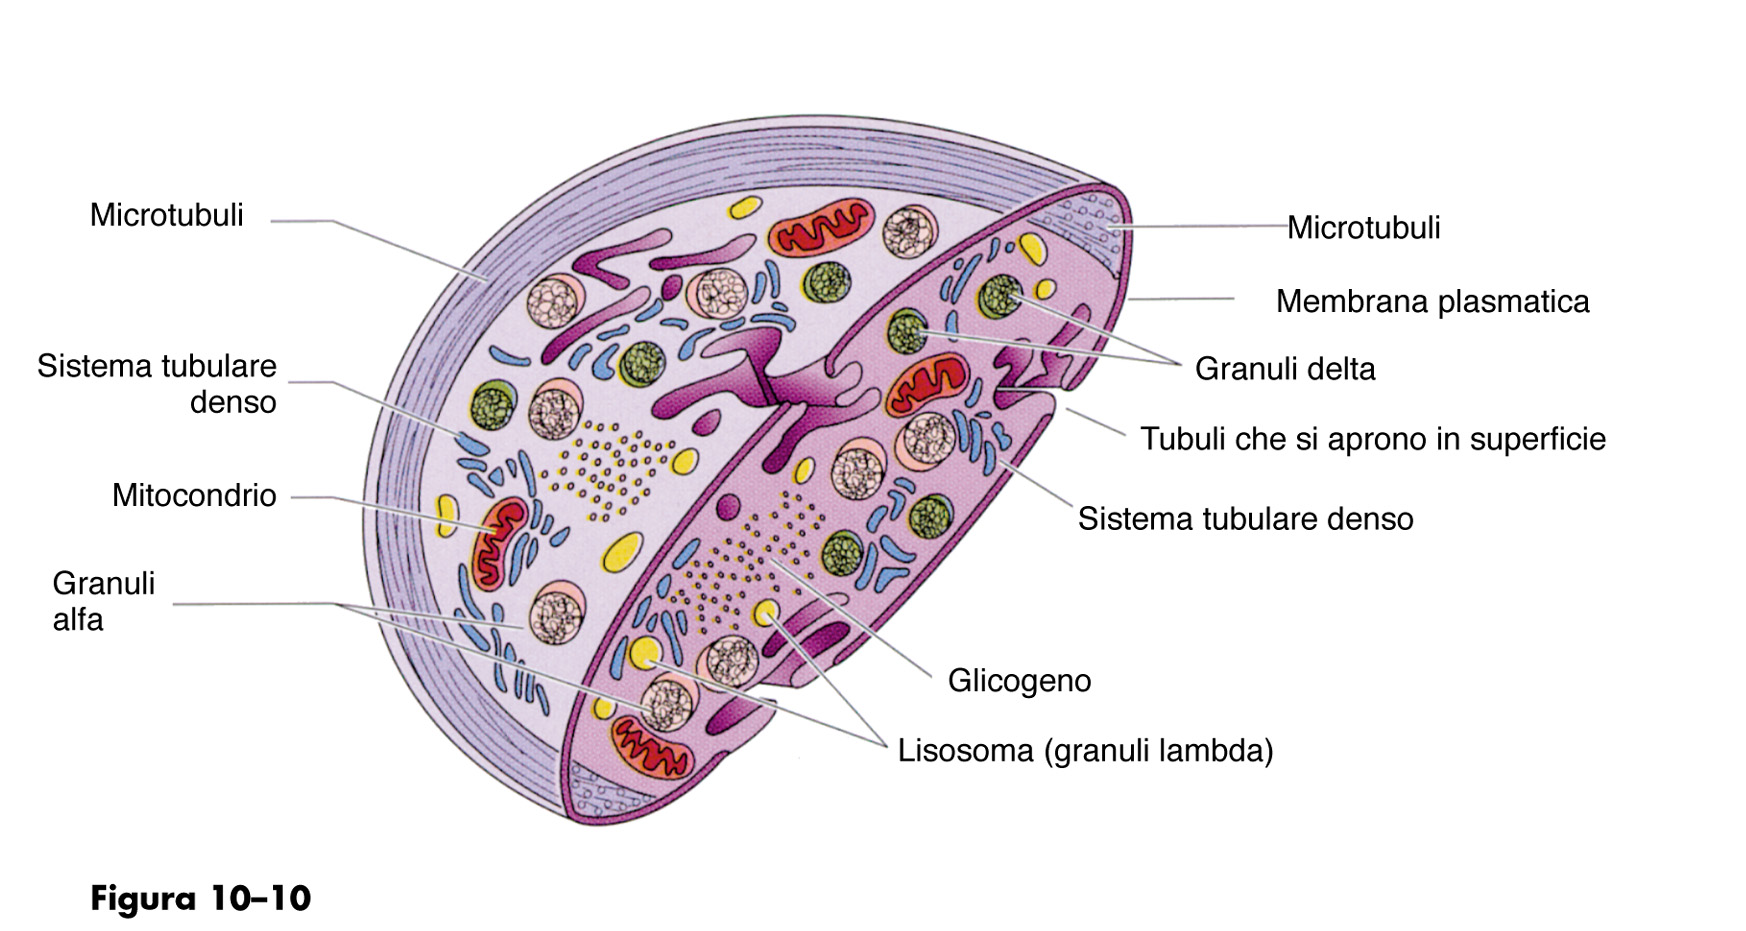 Microtubuli
Sistema tubulare
denso
Mitocondrio
Granuli
alfa
Microtubuli
Membrana plasmatica
Granuli delta
Tubuli che si aprono in superficie
Sistema tubulare denso
Glicogeno
Lisosoma (granuli lambda)
Figura 10–10